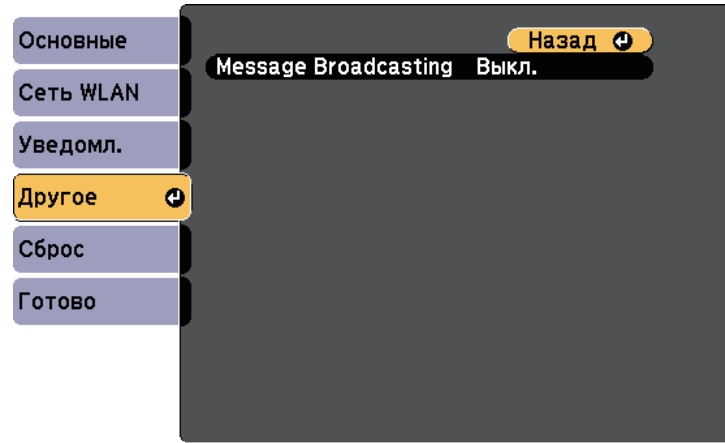 Основные
Сеть WLAN
Уведомл.
Другое
Сброс
Готово
Назад
Message Broadcasting Выкл.